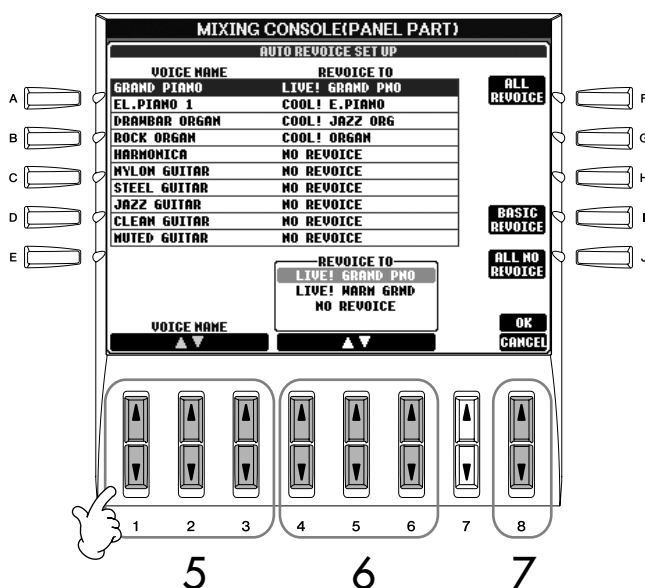 MIXING CONSOLE(PANEL PART)
AUTO REVOICE SET UP
VOICE NAME REVOICE TO
GRAND PIANO LIVE! GRAND PNO
EL.PIANO 1 COOL! E.PIANO
DRAWBAR ORGAN COOL! JAZZ ORG
ROCK ORGAN COOL! ORGAN
HARMONICA NO REVOICE
NYLON GUITAR NO REVOICE
STEEL GUITAR NO REVOICE
JAZZ GUITAR NO REVOICE
CLEAN GUITAR NO REVOICE
MUTED GUITAR NO REVOICE
ALL
REVOICE
BASIC
REVOICE
ALL NO
REVOICE
REVOICE TO
LIVE! GRAND PNO
LIVE! WARM GRND
NO REVOICE
VOICE NAME
OK
CANCEL
A
B
C
D
E
F
G
H
I
J
1 2 3 4 5 6 7 8
5 6 7